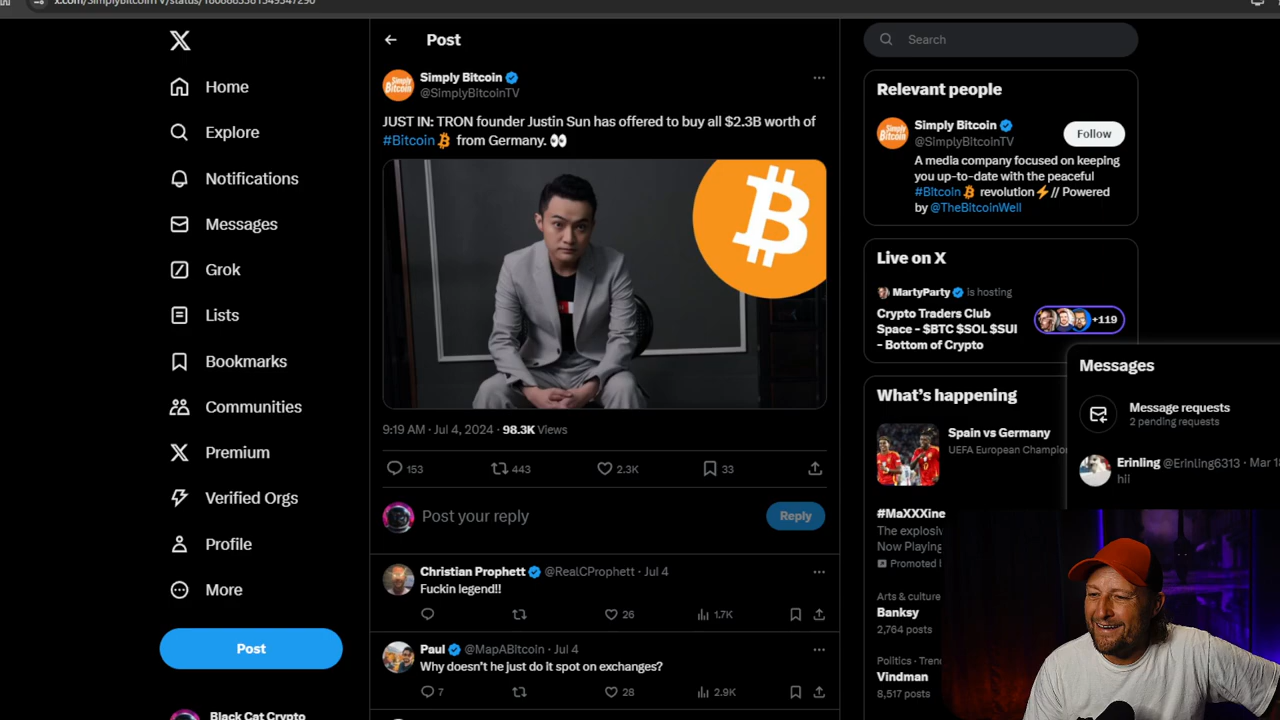 Home
Explore
Notifications
Messages
Grok
Lists
Bookmarks
Communities
Premium
Verified Orgs
Profile
More
Post
Black Cat Crypto
Post
Simply Bitcoin
@SimplyBitcoinTV
JUST IN: TRON founder Justin Sun has offered to buy all $2.3B worth of
#Bitcoin from Germany. 👀
9:19 AM · Jul 4, 2024 · 98.3K Views
153 443 2.3K 33
Post your reply
Reply
Christian Prophett @RealCProphett · Jul 4
Fuckin legend!!
26 1.7K
Paul @MapABitcoin · Jul 4
Why doesn't he just do it spot on exchanges?
7 28 2.9K
Search
Relevant people
Simply Bitcoin
@SimplyBitcoinTV
Follow
A media company focused on keeping
you up-to-date with the peaceful
#Bitcoin revolution⚡// Powered
by @TheBitcoinWell
Live on X
MartyParty is hosting
Crypto Traders Club
Space - $BTC $SOL $SUI
- Bottom of Crypto
+119
What's happening
Spain vs Germany
UEFA European Champio
#MaXXXine
The explosiv
Now Playing
Promoted
Arts & culture
Banksy
2,764 posts
Politics · Tren
Vindman
8,517 posts
Messages
Message requests
2 pending requests
Erinling @Erinling6313 · Mar
hii